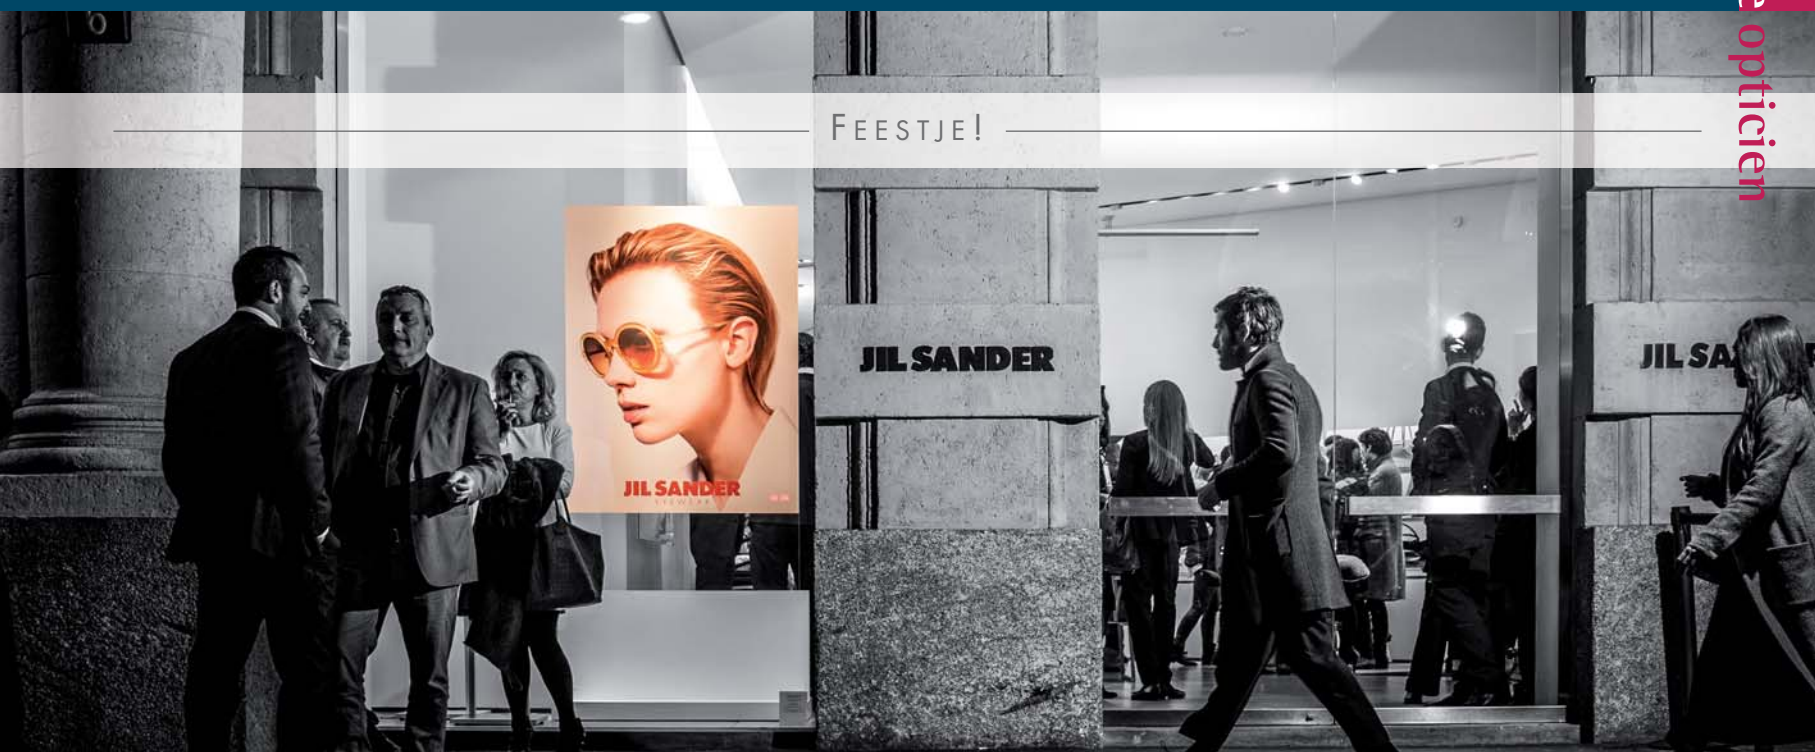 FEESTJE!
opticien
JIL SANDER
EYEWEAR
JIL SANDER
JIL SA